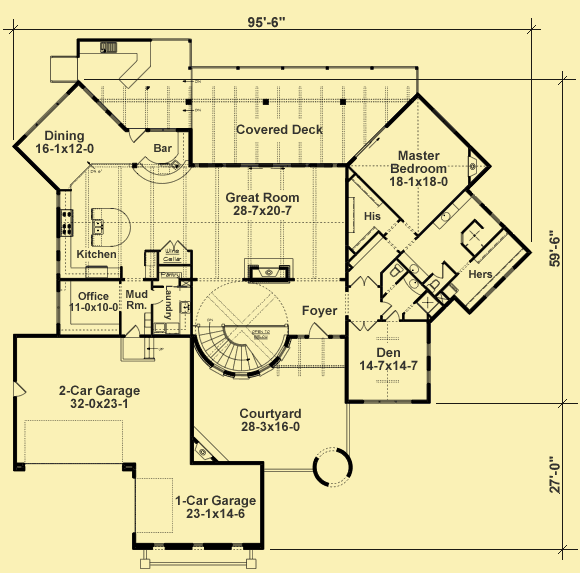 95'-6"
Dining
16-1x12-0
Bar
Covered Deck
Master
Bedroom
18-1x18-0
Great Room
28-7x20-7
His
Kitchen
Wine
Cellar
Pantry
Hers
59'-6"
Office
11-0x10-0
Mud
Rm.
Laundry
Foyer
Den
14-7x14-7
2-Car Garage
32-0x23-1
Courtyard
28-3x16-0
27'-0"
1-Car Garage
23-1x14-6